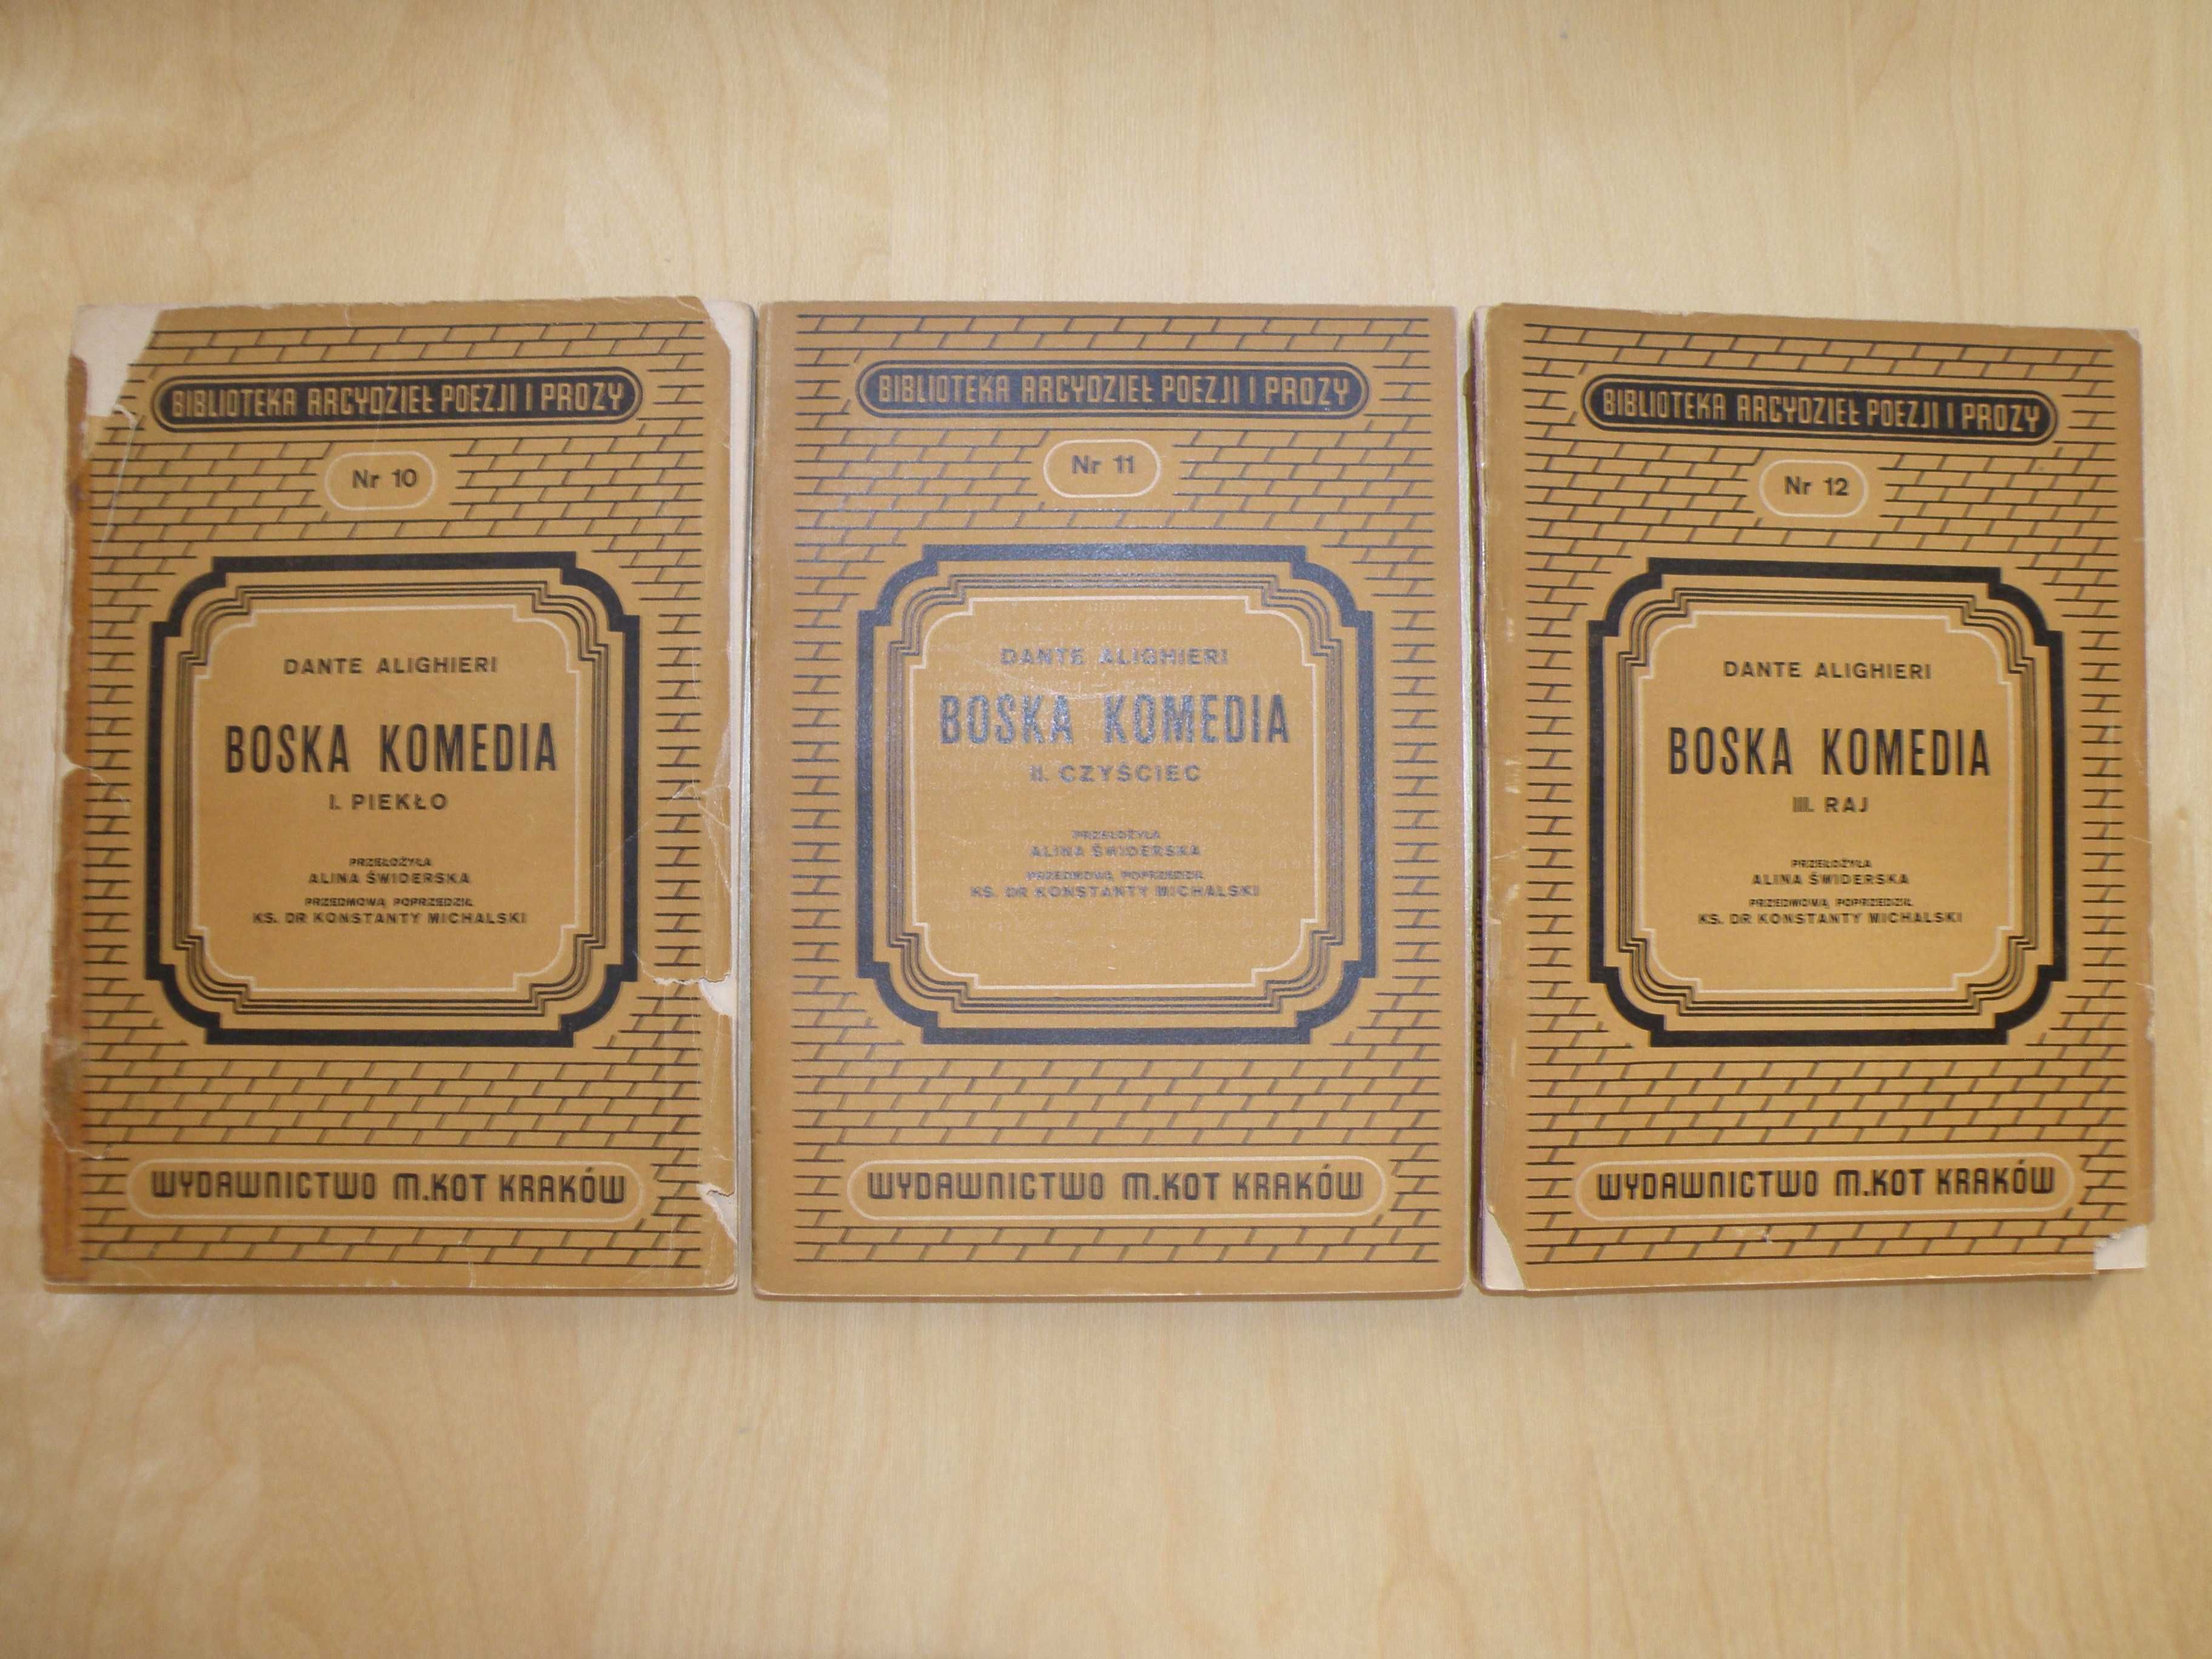 BIBLIOTEKA ARCYDZIEŁ POEZJI I PROZY
Nr 10
DANTE ALIGHIERI
BOSKA KOMEDIA
I. PIEKŁO
PRZEŁOŻYŁA
ALINA ŚWIDERSKA
PRZEDMOWĄ POPRZEDZIŁ
KS. DR KONSTANTY MICHALSKI
WYDAWNICTWO M.KOT KRAKÓW
BIBLIOTEKA ARCYDZIEŁ POEZJI I PROZY
Nr 11
DANTE ALIGHIERI
BOSKA KOMEDIA
II. CZYŚCIEC
PRZEŁOŻYŁA
ALINA ŚWIDERSKA
PRZEDMOWĄ POPRZEDZIŁ
KS. DR KONSTANTY MICHALSKI
WYDAWNICTWO M.KOT KRAKÓW
BIBLIOTEKA ARCYDZIEŁ POEZJI I PROZY
Nr 12
DANTE ALIGHIERI
BOSKA KOMEDIA
III. RAJ
PRZEŁOŻYŁA
ALINA ŚWIDERSKA
PRZEDMOWĄ POPRZEDZIŁ
KS. DR KONSTANTY MICHALSKI
WYDAWNICTWO M.KOT KRAKÓW